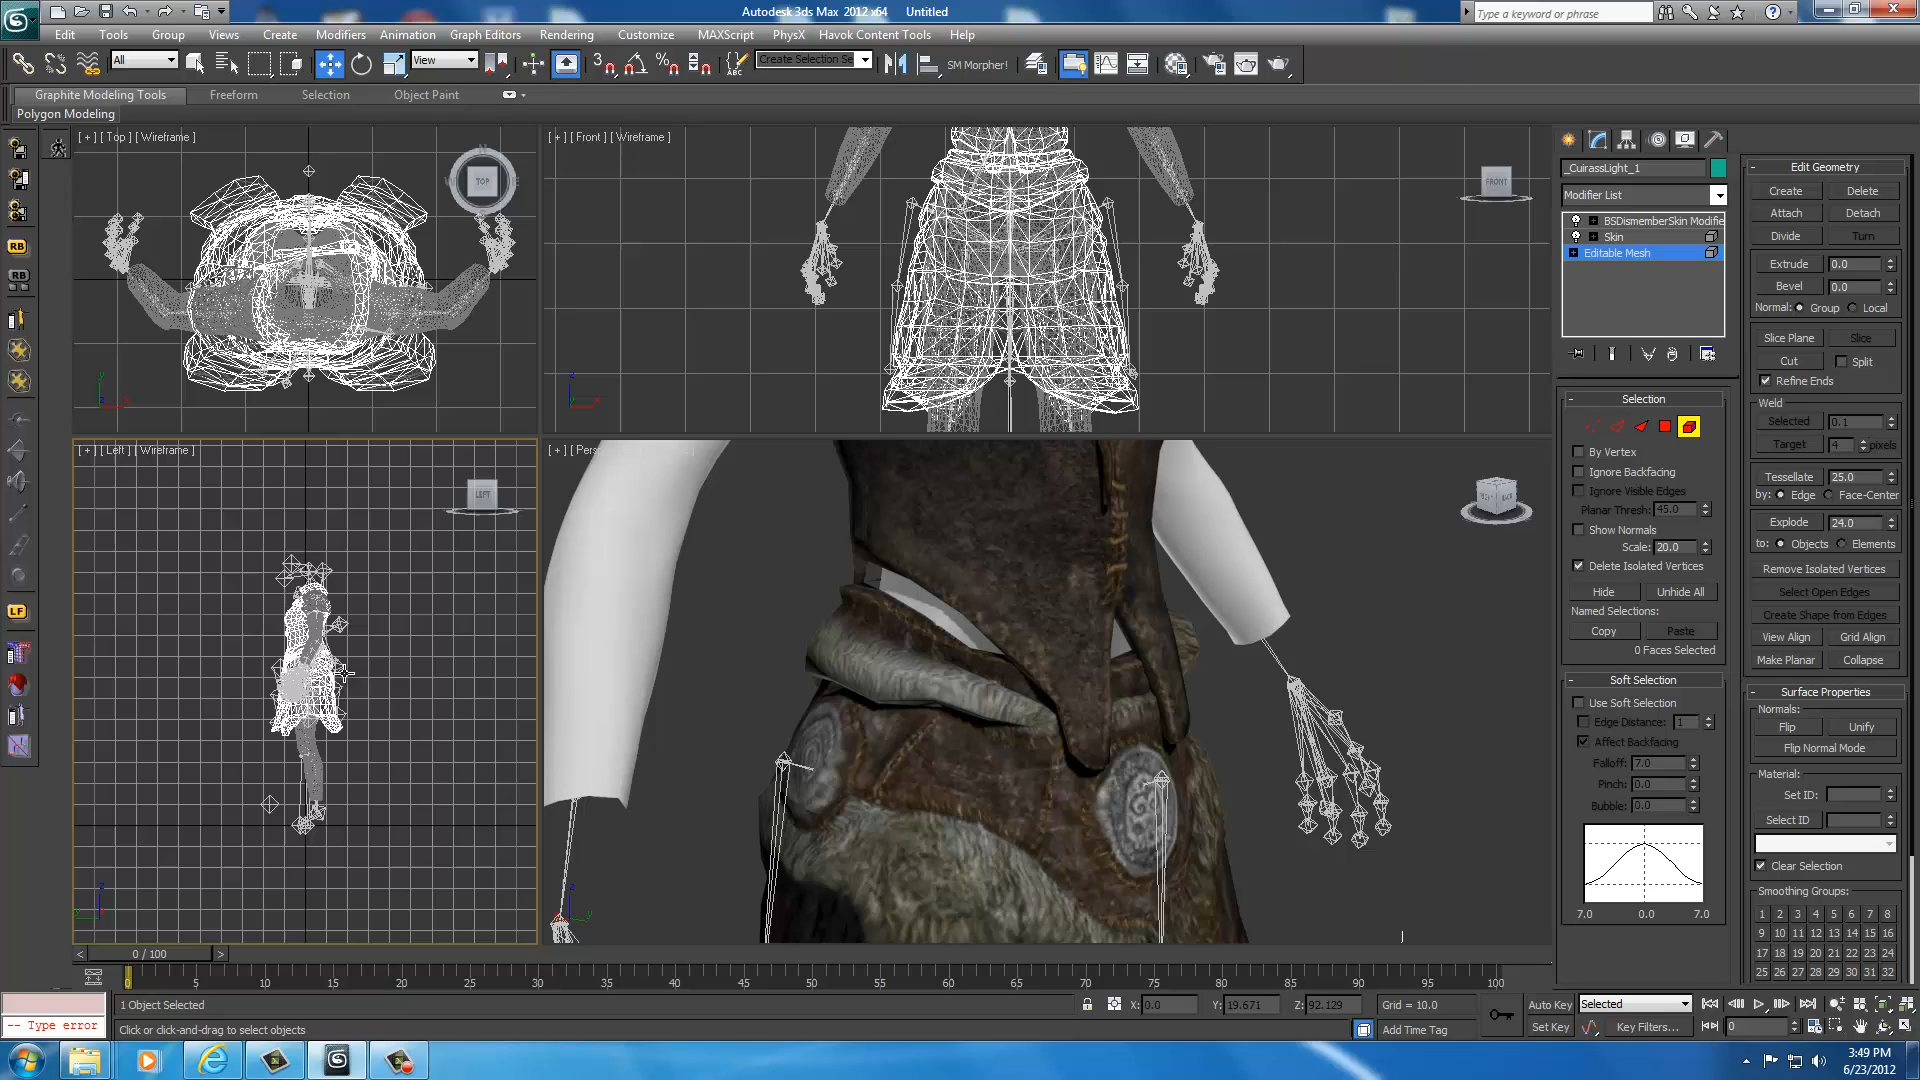 Autodesk 3ds Max 2012 x64 Untitled
Type a keyword or phrase
Edit Tools Group Views Create Modifiers Animation Graph Editors Rendering Customize MAXScript PhysX Havok Content Tools Help
All View 3 ABC Create Selection Se SM Morpher!
Graphite Modeling Tools Freeform Selection Object Paint
Polygon Modeling
[ + ] [ Top ] [ Wireframe ]
TOP
[ + ] [ Front ] [ Wireframe ]
FRONT
[ + ] [ Left ] [ Wireframe ]
LEFT
[ + ] [ Pers
RB
RB
LF
_CuirassLight_1
Modifier List
BSDismemberSkin Modifie
Skin
Editable Mesh
Selection
By Vertex
Ignore Backfacing
Ignore Visible Edges
Planar Thresh: 45.0
Show Normals
Scale: 20.0
Delete Isolated Vertices
Hide Unhide All
Named Selections:
Copy Paste
0 Faces Selected
Soft Selection
Use Soft Selection
Edge Distance: 1
Affect Backfacing
Falloff: 7.0
Pinch: 0.0
Bubble: 0.0
7.0 0.0 7.0
Edit Geometry
Create Delete
Attach Detach
Divide Turn
Extrude 0.0
Bevel 0.0
Normal: Group Local
Slice Plane Slice
Cut Split
Refine Ends
Weld
Selected 0.1
Target 4 pixels
Tessellate 25.0
by: Edge Face-Center
Explode 24.0
to: Objects Elements
Remove Isolated Vertices
Select Open Edges
Create Shape from Edges
View Align Grid Align
Make Planar Collapse
Surface Properties
Normals:
Flip Unify
Flip Normal Mode
Material:
Set ID:
Select ID
Clear Selection
Smoothing Groups:
1 2 3 4 5 6 7 8
9 10 11 12 13 14 15 16
17 18 19 20 21 22 23 24
25 26 27 28 29 30 31 32
< 0 / 100 >
0 5 10 15 20 25 30 35 40 45 50 55 60 65 70 75 80 85 90 95 100
1 Object Selected X: 0.0 Y: 19.671 Z: 92.129 Grid = 10.0 Auto Key Selected
-- Type error Click or click-and-drag to select objects Add Time Tag Set Key Key Filters... 0
3:49 PM
6/23/2012